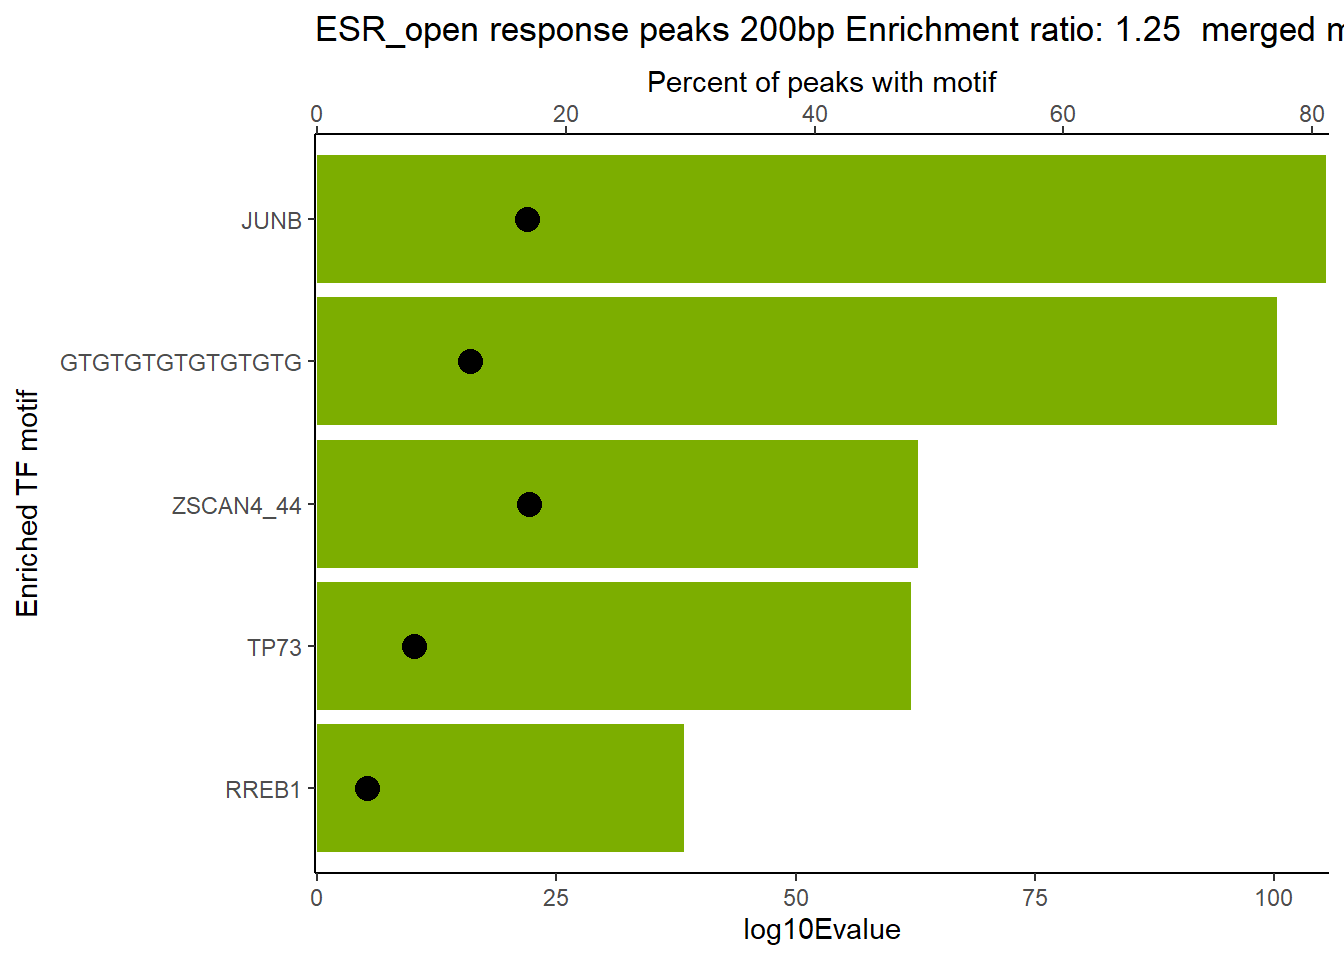 ESR_open response peaks 200bp Enrichment ratio: 1.25  merged m
Percent of peaks with motif
0 20 40 60 80
JUNB
GTGTGTGTGTGTGTG
ZSCAN4_44
TP73
RREB1
Enriched TF motif
0 25 50 75 100
log10Evalue